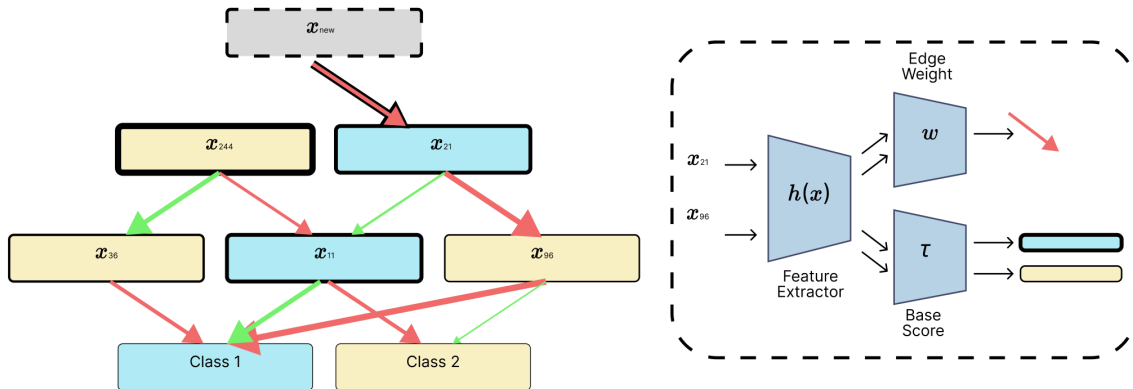 x_new
x_244
x_21
x_36
x_11
x_96
Class 1
Class 2
Edge
Weight
w
x_21
x_96
h(x)
τ
Feature
Extractor
Base
Score